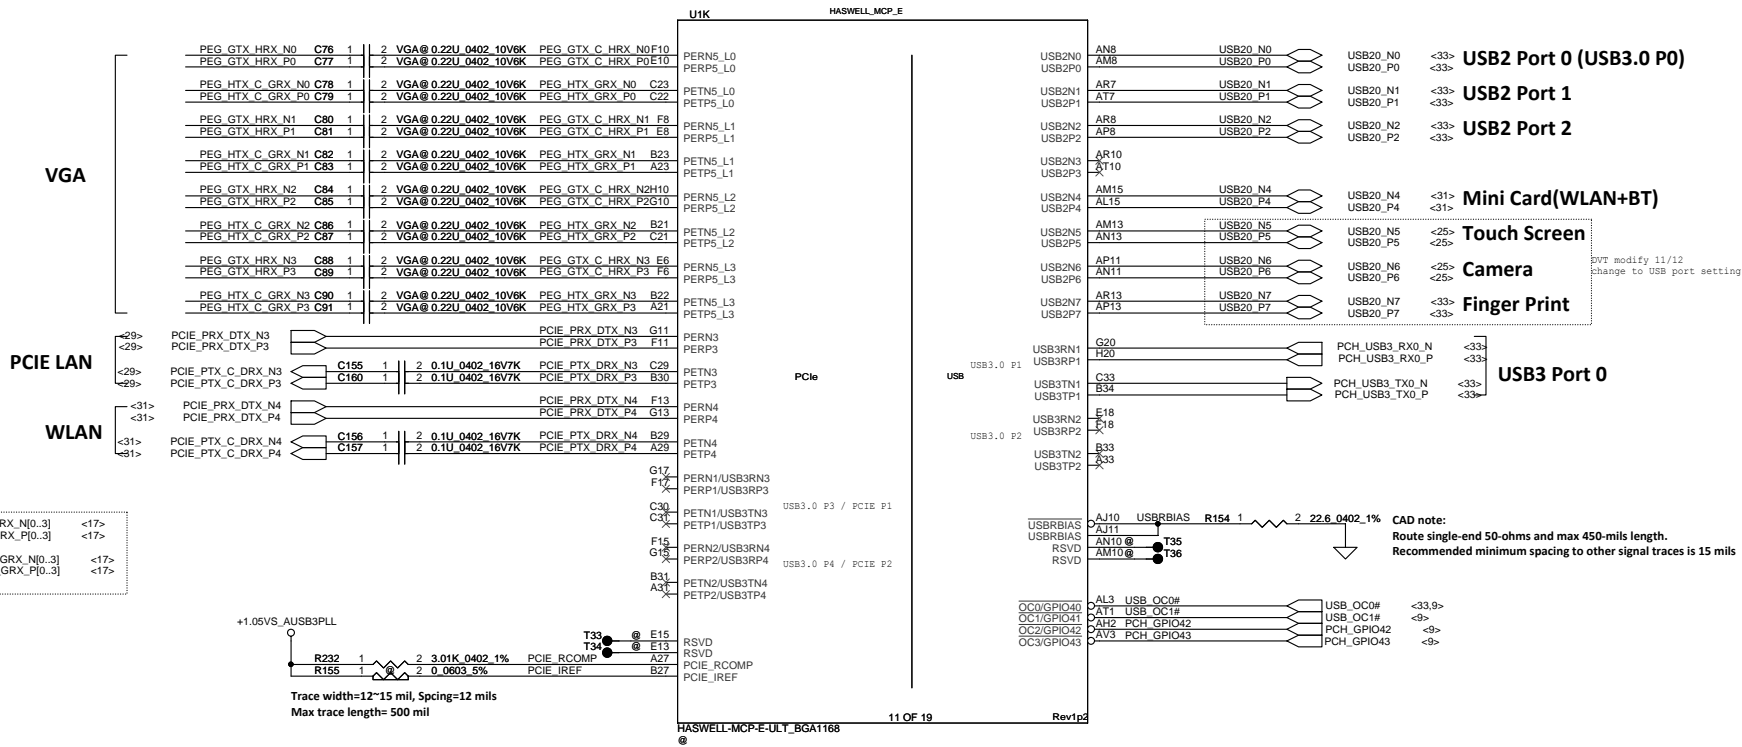 U1K
HASWELL_MCP_E
VGA
PEG_GTX_HRX_N0 C76 1 2 VGA@ 0.22U_0402_10V6K PEG_GTX_C_HRX_N0 F10 PERN5_L0
PEG_GTX_HRX_P0 C77 1 2 VGA@ 0.22U_0402_10V6K PEG_GTX_C_HRX_P0 E10 PERP5_L0
PEG_HTX_C_GRX_N0 C78 1 2 VGA@ 0.22U_0402_10V6K PEG_HTX_GRX_N0 C23 PETN5_L0
PEG_HTX_C_GRX_P0 C79 1 2 VGA@ 0.22U_0402_10V6K PEG_HTX_GRX_P0 C22 PETP5_L0
PEG_GTX_HRX_N1 C80 1 2 VGA@ 0.22U_0402_10V6K PEG_GTX_C_HRX_N1 F8 PERN5_L1
PEG_GTX_HRX_P1 C81 1 2 VGA@ 0.22U_0402_10V6K PEG_GTX_C_HRX_P1 E8 PERP5_L1
PEG_HTX_C_GRX_N1 C82 1 2 VGA@ 0.22U_0402_10V6K PEG_HTX_GRX_N1 B23 PETN5_L1
PEG_HTX_C_GRX_P1 C83 1 2 VGA@ 0.22U_0402_10V6K PEG_HTX_GRX_P1 A23 PETP5_L1
PEG_GTX_HRX_N2 C84 1 2 VGA@ 0.22U_0402_10V6K PEG_GTX_C_HRX_N2 H10 PERN5_L2
PEG_GTX_HRX_P2 C85 1 2 VGA@ 0.22U_0402_10V6K PEG_GTX_C_HRX_P2 G10 PERP5_L2
PEG_HTX_C_GRX_N2 C86 1 2 VGA@ 0.22U_0402_10V6K PEG_HTX_GRX_N2 B21 PETN5_L2
PEG_HTX_C_GRX_P2 C87 1 2 VGA@ 0.22U_0402_10V6K PEG_HTX_GRX_P2 C21 PETP5_L2
PEG_GTX_HRX_N3 C88 1 2 VGA@ 0.22U_0402_10V6K PEG_GTX_C_HRX_N3 E6 PERN5_L3
PEG_GTX_HRX_P3 C89 1 2 VGA@ 0.22U_0402_10V6K PEG_GTX_C_HRX_P3 F6 PERP5_L3
PEG_HTX_C_GRX_N3 C90 1 2 VGA@ 0.22U_0402_10V6K PEG_HTX_GRX_N3 B22 PETN5_L3
PEG_HTX_C_GRX_P3 C91 1 2 VGA@ 0.22U_0402_10V6K PEG_HTX_GRX_P3 A21 PETP5_L3
PCIE LAN
<29> PCIE_PRX_DTX_N3 PCIE_PRX_DTX_N3 G11 PERN3
<29> PCIE_PRX_DTX_P3 PCIE_PRX_DTX_P3 F11 PERP3
<29> PCIE_PTX_C_DRX_N3 C155 1 2 0.1U_0402_16V7K PCIE_PTX_DRX_N3 C29 PETN3
<29> PCIE_PTX_C_DRX_P3 C160 1 2 0.1U_0402_16V7K PCIE_PTX_DRX_P3 B30 PETP3
WLAN
<31> PCIE_PRX_DTX_N4 PCIE_PRX_DTX_N4 F13 PERN4
<31> PCIE_PRX_DTX_P4 PCIE_PRX_DTX_P4 G13 PERP4
<31> PCIE_PTX_C_DRX_N4 C156 1 2 0.1U_0402_16V7K PCIE_PTX_DRX_N4 B29 PETN4
<31> PCIE_PTX_C_DRX_P4 C157 1 2 0.1U_0402_16V7K PCIE_PTX_DRX_P4 A29 PETP4
G17 PERN1/USB3RN3
F17 PERP1/USB3RP3
USB3.0 P3 / PCIE P1
C30 PETN1/USB3TN3
C31 PETP1/USB3TP3
F15 PERN2/USB3RN4
G15 PERP2/USB3RP4
USB3.0 P4 / PCIE P2
B31 PETN2/USB3TN4
A31 PETP2/USB3TP4
RX_N[0..3] <17>
RX_P[0..3] <17>
GRX_N[0..3] <17>
_GRX_P[0..3] <17>
+1.05VS_AUSB3PLL
T33 @ E15 RSVD
T34 @ E13 RSVD
R232 1 2 3.01K_0402_1% PCIE_RCOMP A27 PCIE_RCOMP
R155 1 @ 2 0_0603_5% PCIE_IREF B27 PCIE_IREF
Trace width=12~15 mil, Spcing=12 mils
Max trace length= 500 mil
PCIe
USB
USB2N0 AN8 USB20_N0 USB20_N0 <33>
USB2P0 AM8 USB20_P0 USB20_P0 <33>
USB2 Port 0 (USB3.0 P0)
USB2N1 AR7 USB20_N1 USB20_N1 <33>
USB2P1 AT7 USB20_P1 USB20_P1 <33>
USB2 Port 1
USB2N2 AR8 USB20_N2 USB20_N2 <33>
USB2P2 AP8 USB20_P2 USB20_P2 <33>
USB2 Port 2
USB2N3 AR10
USB2P3 AT10
USB2N4 AM15 USB20_N4 USB20_N4 <31>
USB2P4 AL15 USB20_P4 USB20_P4 <31>
Mini Card(WLAN+BT)
USB2N5 AM13 USB20_N5 USB20_N5 <25>
USB2P5 AN13 USB20_P5 USB20_P5 <25>
Touch Screen
USB2N6 AP11 USB20_N6 USB20_N6 <25>
USB2P6 AN11 USB20_P6 USB20_P6 <25>
Camera
DVT modify 11/12
change to USB port setting
USB2N7 AR13 USB20_N7 USB20_N7 <33>
USB2P7 AP13 USB20_P7 USB20_P7 <33>
Finger Print
USB3RN1 G20 PCH_USB3_RX0_N <33>
USB3RP1 H20 PCH_USB3_RX0_P <33>
USB3.0 P1
USB3TN1 C33 PCH_USB3_TX0_N <33>
USB3TP1 B34 PCH_USB3_TX0_P <33>
USB3 Port 0
USB3RN2 E18
USB3RP2 F18
USB3.0 P2
USB3TN2 B33
USB3TP2 A33
USBRBIAS AJ10 USBRBIAS R154 1 2 22.6_0402_1%
USBRBIAS AJ11
RSVD AN10 @ T35
RSVD AM10 @ T36
CAD note:
Route single-end 50-ohms and max 450-mils length.
Recommended minimum spacing to other signal traces is 15 mils
OC0/GPIO40 AL3 USB_OC0# USB_OC0# <33,9>
OC1/GPIO41 AT1 USB_OC1# USB_OC1# <9>
OC2/GPIO42 AH2 PCH_GPIO42 PCH_GPIO42 <9>
OC3/GPIO43 AV3 PCH_GPIO43 PCH_GPIO43 <9>
11 OF 19
Rev1p2
HASWELL-MCP-E-ULT_BGA1168
@